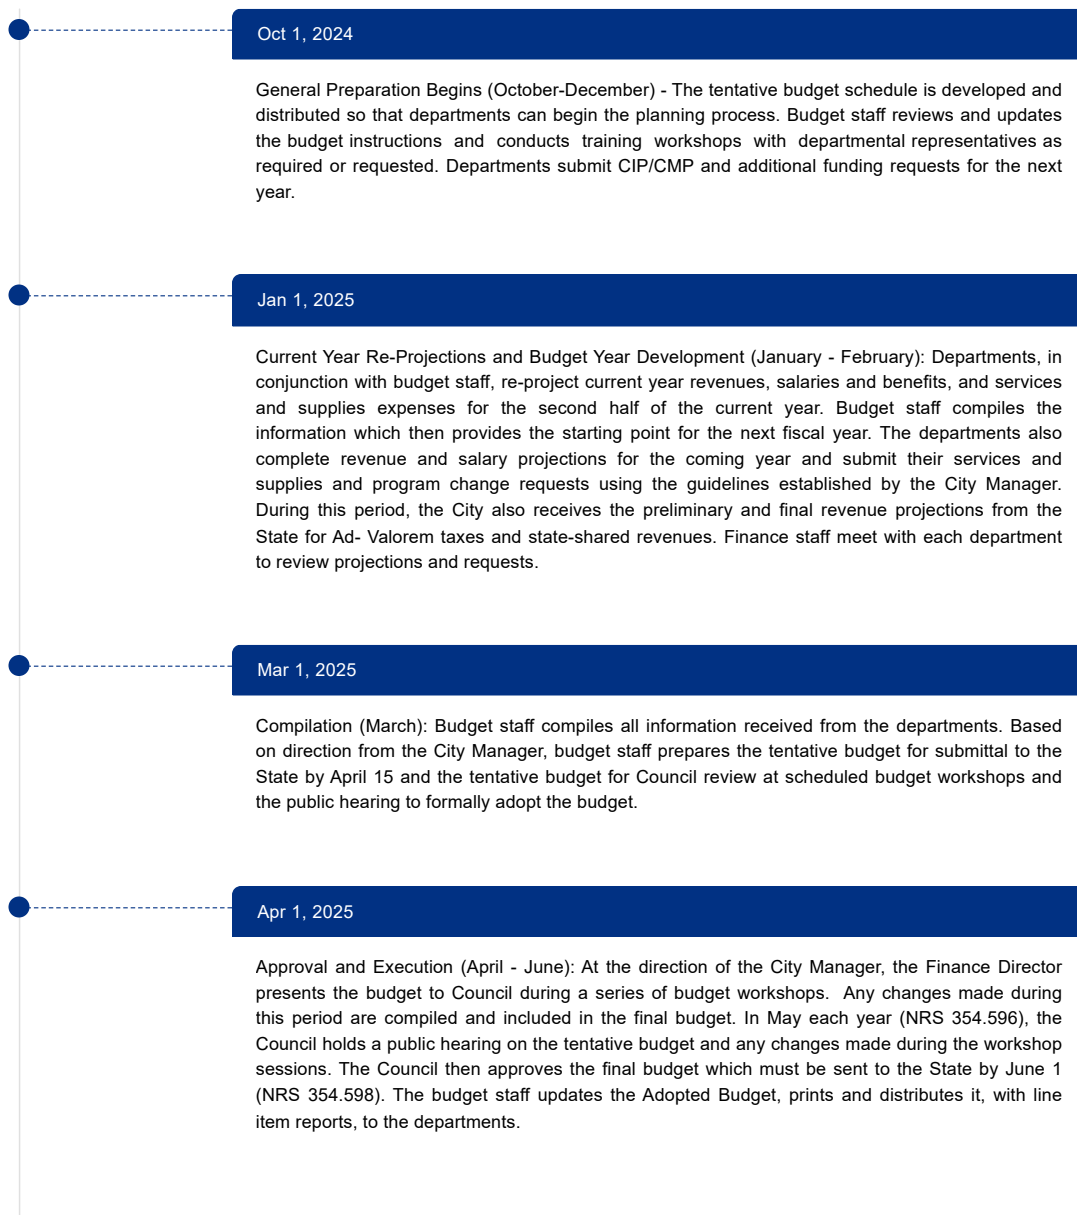 Oct 1, 2024
General Preparation Begins (October-December) - The tentative budget schedule is developed and
distributed so that departments can begin the planning process. Budget staff reviews and updates
the budget instructions and conducts training workshops with departmental representatives as
required or requested. Departments submit CIP/CMP and additional funding requests for the next
year.
Jan 1, 2025
Current Year Re-Projections and Budget Year Development (January - February): Departments, in
conjunction with budget staff, re-project current year revenues, salaries and benefits, and services
and supplies expenses for the second half of the current year. Budget staff compiles the
information which then provides the starting point for the next fiscal year. The departments also
complete revenue and salary projections for the coming year and submit their services and
supplies and program change requests using the guidelines established by the City Manager.
During this period, the City also receives the preliminary and final revenue projections from the
State for Ad- Valorem taxes and state-shared revenues. Finance staff meet with each department
to review projections and requests.
Mar 1, 2025
Compilation (March): Budget staff compiles all information received from the departments. Based
on direction from the City Manager, budget staff prepares the tentative budget for submittal to the
State by April 15 and the tentative budget for Council review at scheduled budget workshops and
the public hearing to formally adopt the budget.
Apr 1, 2025
Approval and Execution (April - June): At the direction of the City Manager, the Finance Director
presents the budget to Council during a series of budget workshops.  Any changes made during
this period are compiled and included in the final budget. In May each year (NRS 354.596), the
Council holds a public hearing on the tentative budget and any changes made during the workshop
sessions. The Council then approves the final budget which must be sent to the State by June 1
(NRS 354.598). The budget staff updates the Adopted Budget, prints and distributes it, with line
item reports, to the departments.